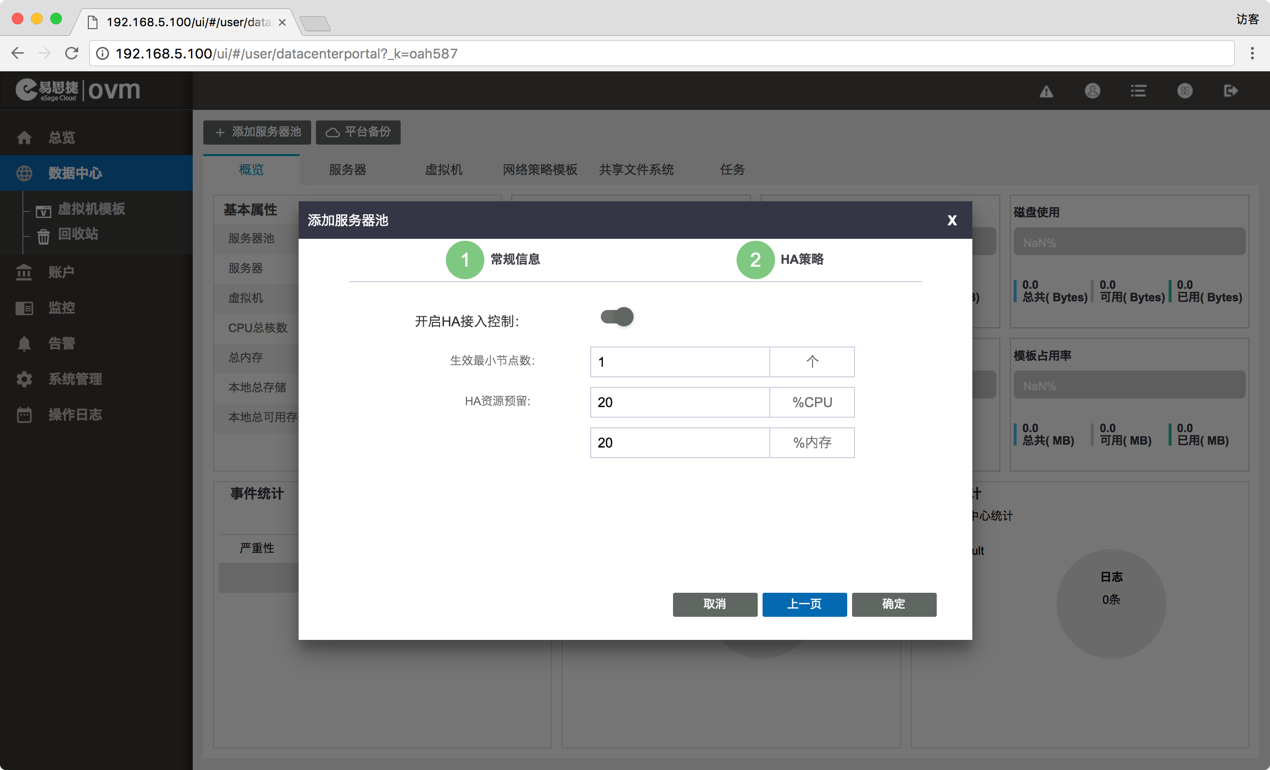 192.168.5.100/ui/#/user/data
访客
192.168.5.100/ui/#/user/datacenterportal?_k=oah587
易思捷 eSage Cloud ovm
总览
数据中心
虚拟机模板
回收站
账户
监控
告警
系统管理
操作日志
添加服务器池 平台备份
概览 服务器 虚拟机 网络策略模板 共享文件系统 任务
基本属性
服务器池
服务器
虚拟机
CPU总核数
总内存
本地总存储
本地总可用存
事件统计
严重性
添加服务器池 X
1 常规信息 2 HA策略
开启HA接入控制:
生效最小节点数: 1 个
HA资源预留: 20 %CPU
20 %内存
取消 上一页 确定
磁盘使用
NaN%
0.0 0.0 0.0
总共( Bytes) 可用( Bytes) 已用( Bytes)
模板占用率
NaN%
0.0 0.0 0.0
总共( MB) 可用( MB) 已用( MB)
计
中心统计
ult
日志
0条